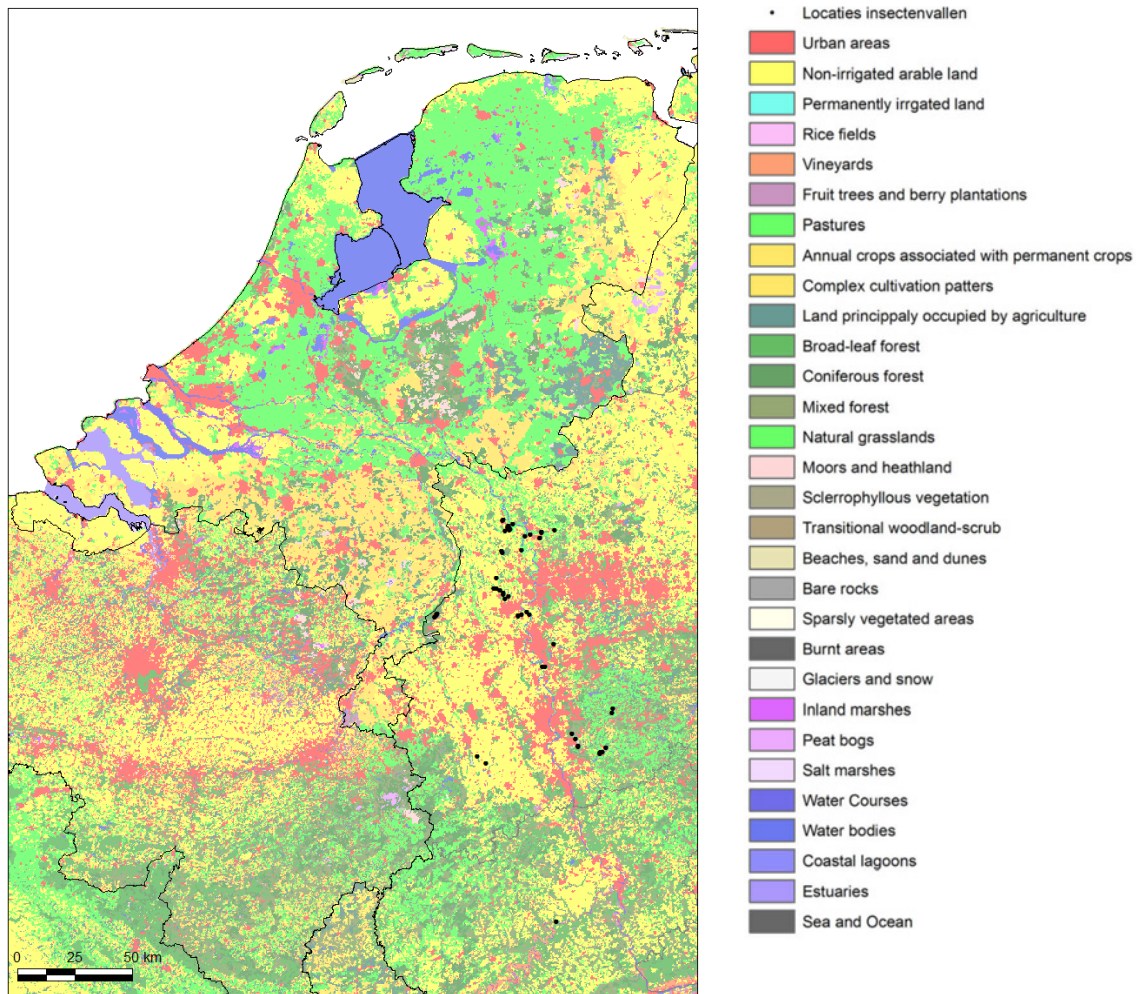 Locaties insectenvallen
Urban areas
Non-irrigated arable land
Permanently irrgated land
Rice fields
Vineyards
Fruit trees and berry plantations
Pastures
Annual crops associated with permanent crops
Complex cultivation patters
Land princippaly occupied by agriculture
Broad-leaf forest
Coniferous forest
Mixed forest
Natural grasslands
Moors and heathland
Sclerrophyllous vegetation
Transitional woodland-scrub
Beaches, sand and dunes
Bare rocks
Sparsly vegetated areas
Burnt areas
Glaciers and snow
Inland marshes
Peat bogs
Salt marshes
Water Courses
Water bodies
Coastal lagoons
Estuaries
Sea and Ocean
0 25 50 km